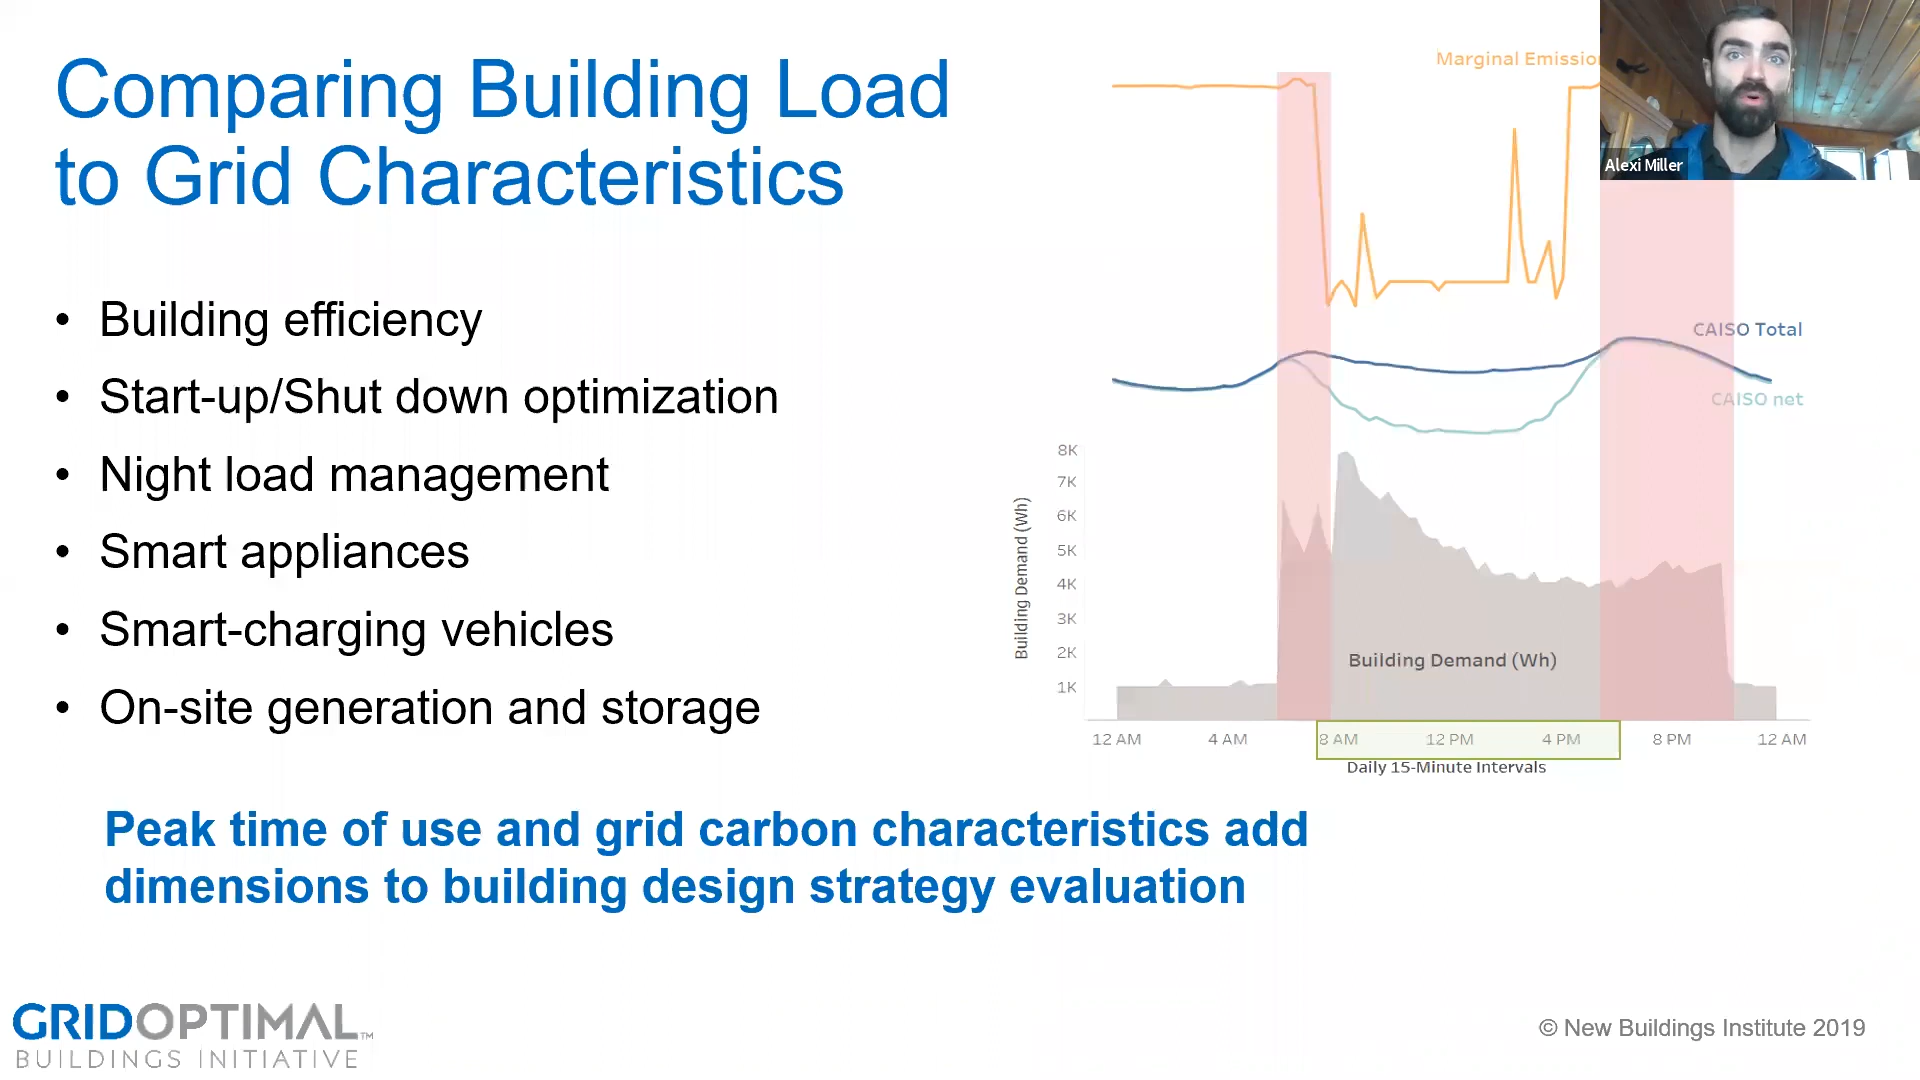 Comparing Building Load
to Grid Characteristics
• Building efficiency
• Start-up/Shut down optimization
• Night load management
• Smart appliances
• Smart-charging vehicles
• On-site generation and storage
Marginal Emission
Alexi Miller
CAISO Total
CAISO net
8K
7K
6K
5K
4K
3K
2K
1K
Building Demand (Wh)
Building Demand (Wh)
12 AM 4 AM 8 AM 12 PM 4 PM 8 PM 12 AM
Daily 15-Minute Intervals
Peak time of use and grid carbon characteristics add
dimensions to building design strategy evaluation
GRIDOPTIMAL™
BUILDINGS INITIATIVE
© New Buildings Institute 2019